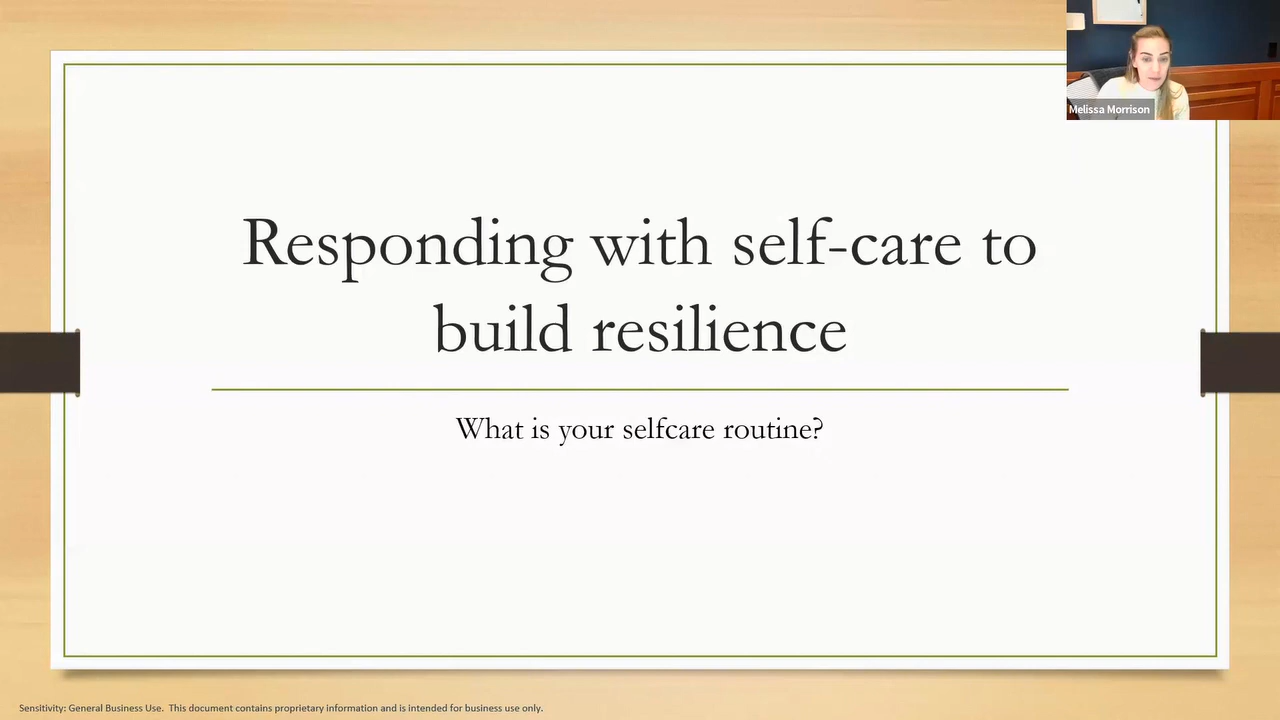 Melissa Morrison
Responding with self-care to
build resilience
What is your selfcare routine?
Sensitivity: General Business Use.  This document contains proprietary information and is intended for business use only.